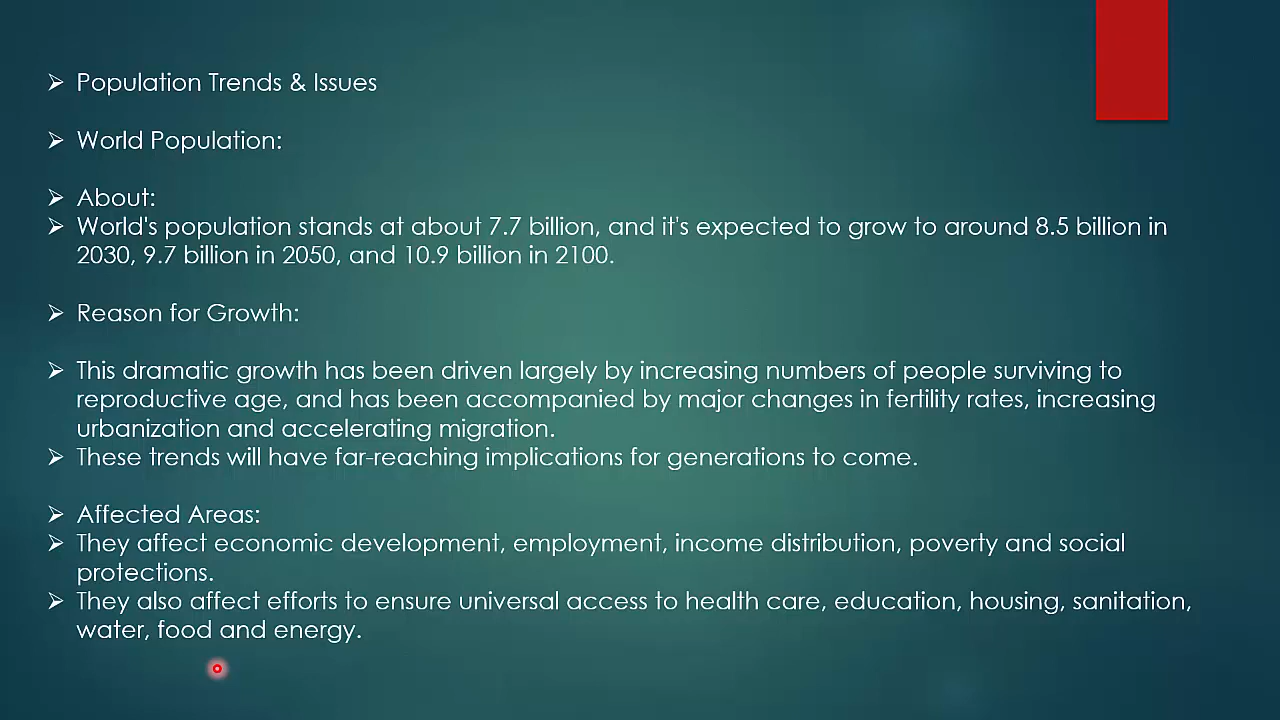 Population Trends & Issues
World Population:
About:
World's population stands at about 7.7 billion, and it's expected to grow to around 8.5 billion in
2030, 9.7 billion in 2050, and 10.9 billion in 2100.
Reason for Growth:
This dramatic growth has been driven largely by increasing numbers of people surviving to
reproductive age, and has been accompanied by major changes in fertility rates, increasing
urbanization and accelerating migration.
These trends will have far-reaching implications for generations to come.
Affected Areas:
They affect economic development, employment, income distribution, poverty and social
protections.
They also affect efforts to ensure universal access to health care, education, housing, sanitation,
water, food and energy.